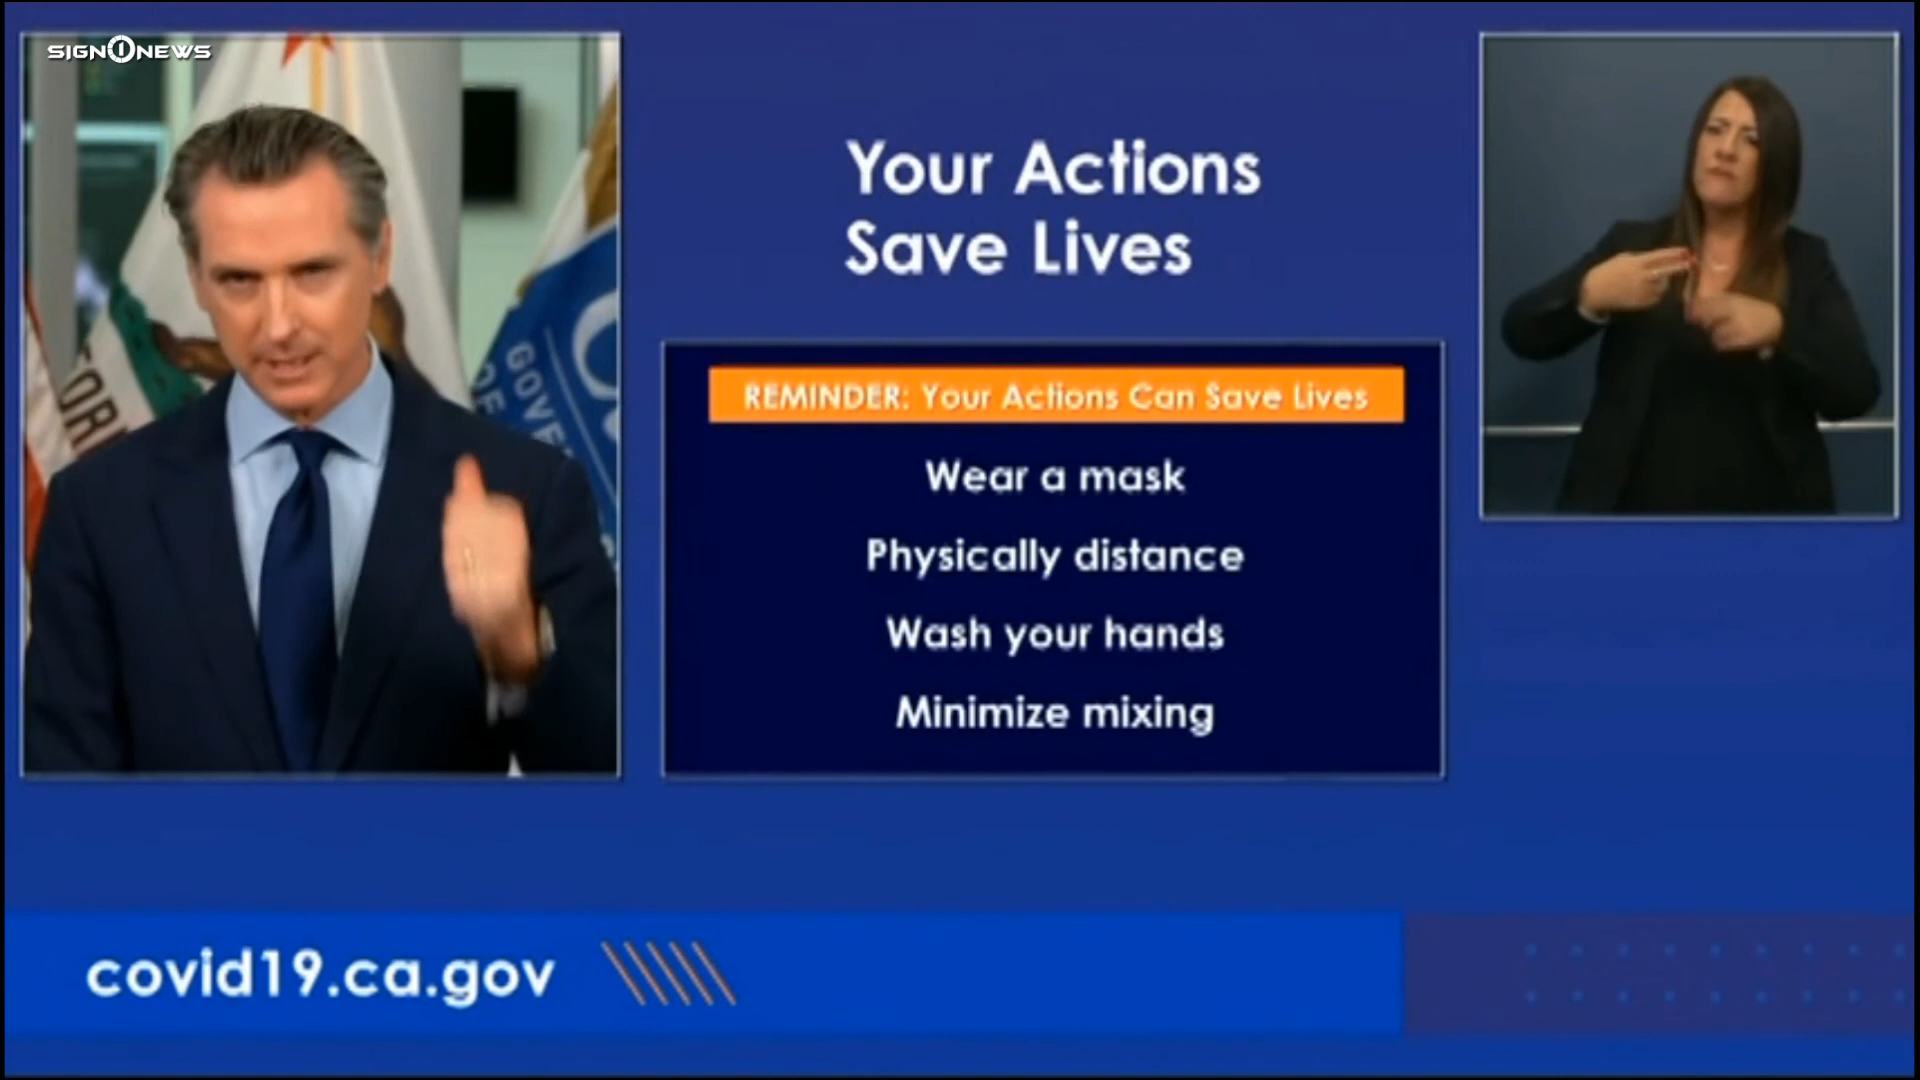 SIGN1NEWS
Your Actions
Save Lives
REMINDER: Your Actions Can Save Lives
Wear a mask
Physically distance
Wash your hands
Minimize mixing
covid19.ca.gov